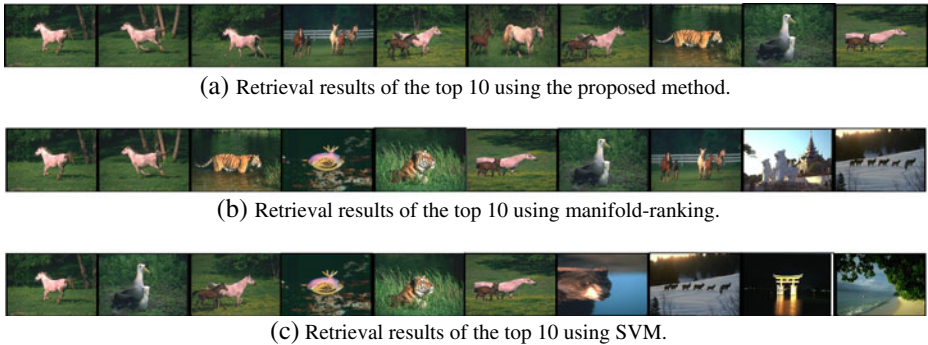 (a) Retrieval results of the top 10 using the proposed method.
(b) Retrieval results of the top 10 using manifold-ranking.
(c) Retrieval results of the top 10 using SVM.